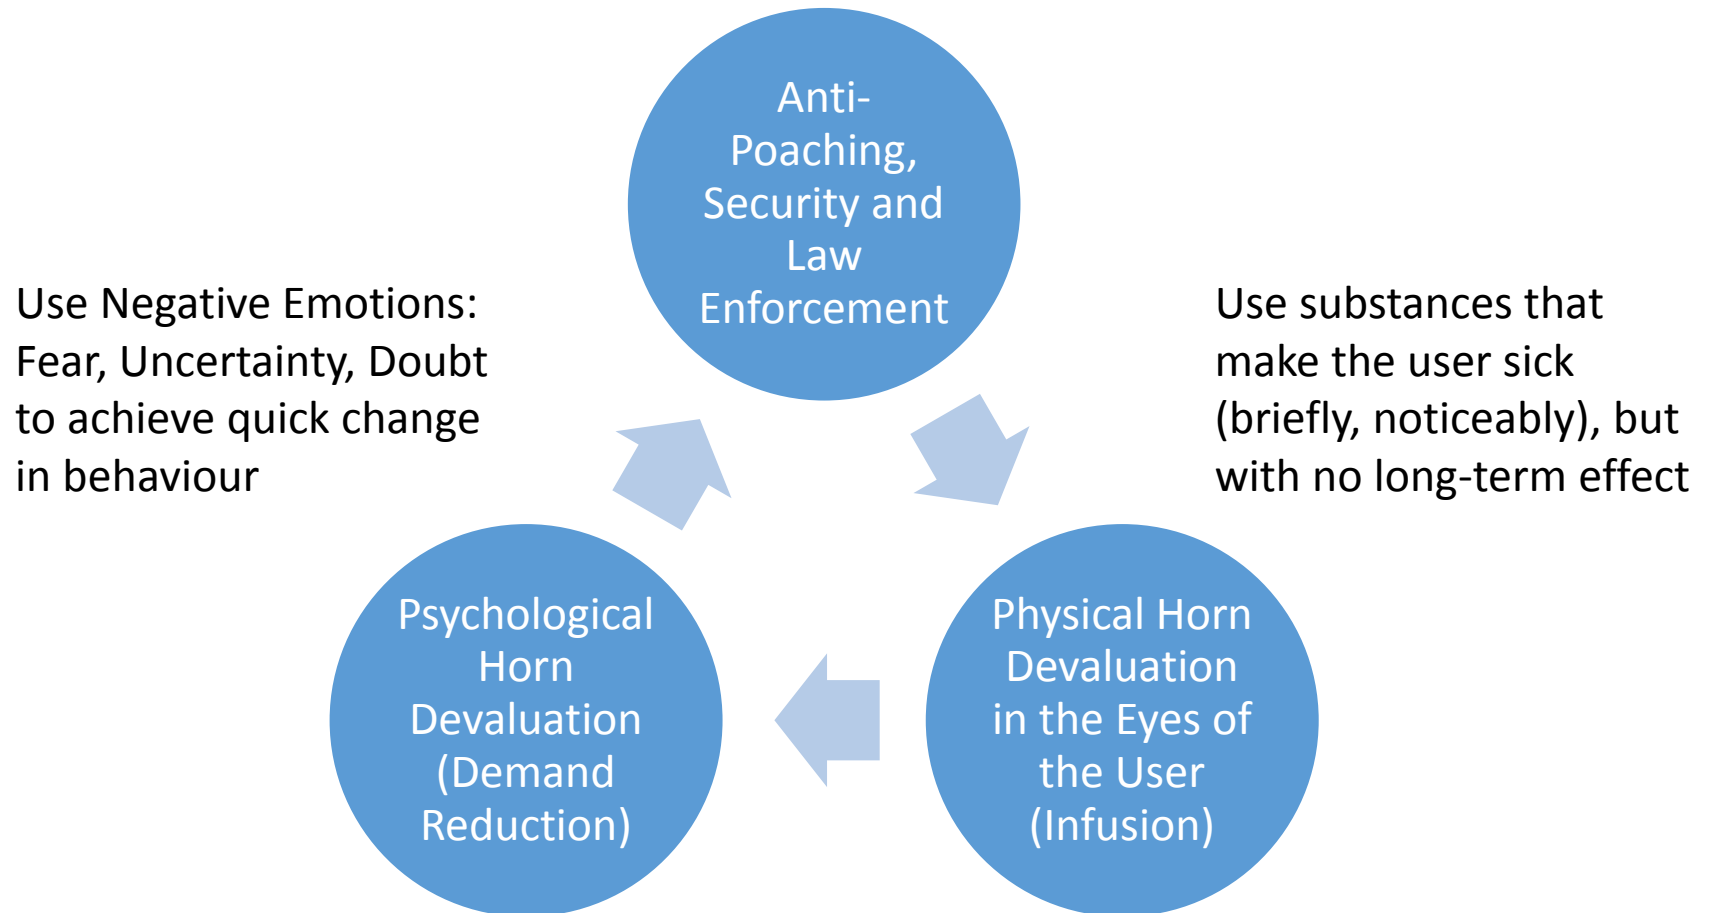 Anti-
Poaching,
Security and
Law
Enforcement
Use Negative Emotions:
Fear, Uncertainty, Doubt
to achieve quick change
in behaviour
Use substances that
make the user sick
(briefly, noticeably), but
with no long-term effect
Psychological
Horn
Devaluation
(Demand
Reduction)
Physical Horn
Devaluation
in the Eyes of
the User
(Infusion)